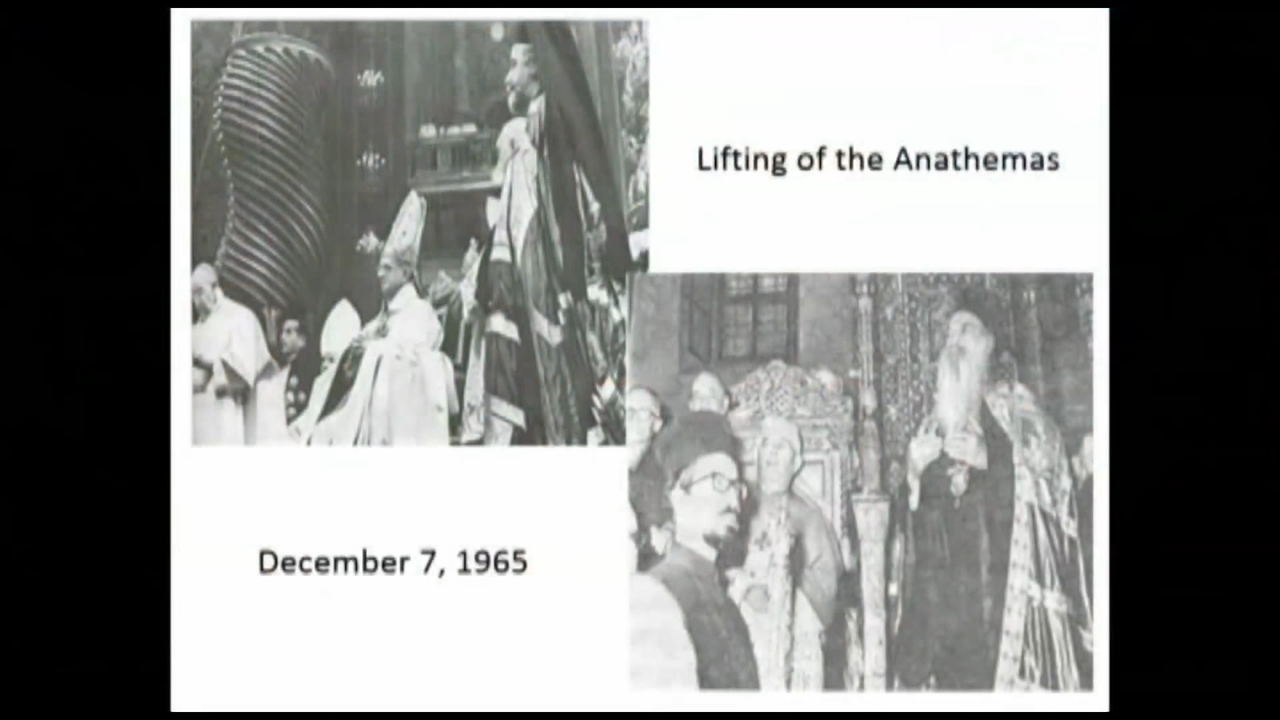 Lifting of the Anathemas
December 7, 1965